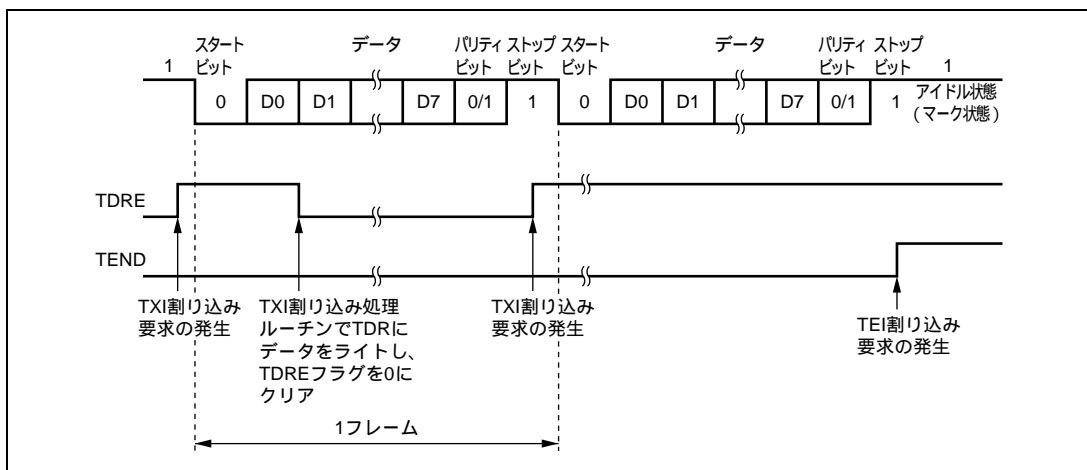 スタート
ビット
データ
パリティ
ビット
ストップ
ビット
スタート
ビット
データ
パリティ
ビット
ストップ
ビット
1
1
0
D0
D1
D7
0/1
1
0
D0
D1
D7
0/1
1
アイドル状態
(マーク状態)
TDRE
TEND
TXI割り込み
要求の発生
TXI割り込み処理
ルーチンでTDRに
データをライトし、
TDREフラグを0に
クリア
TXI割り込み
要求の発生
TEI割り込み
要求の発生
1フレーム